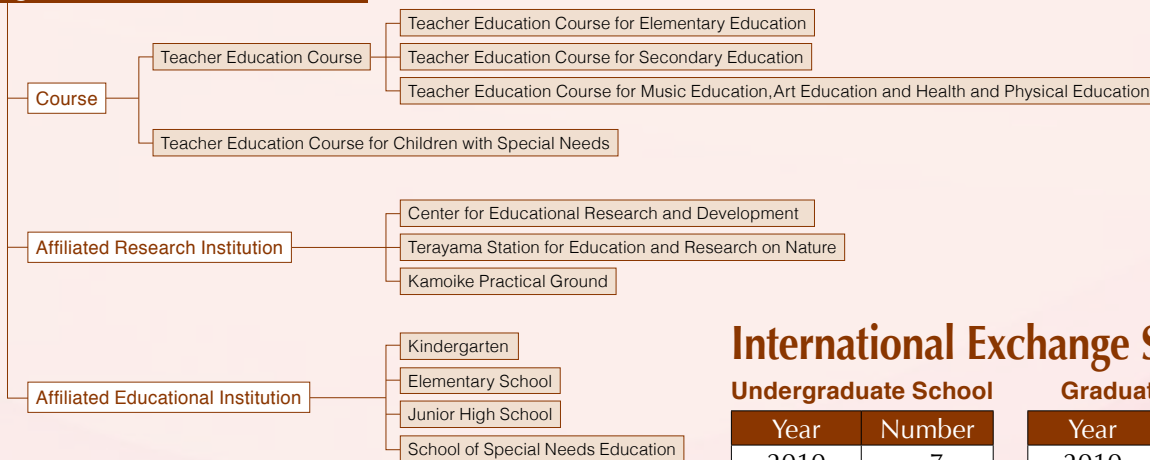 Teacher Education Course for Elementary Education
Teacher Education Course
Teacher Education Course for Secondary Education
Course
Teacher Education Course for Music Education,Art Education and Health and Physical Education
Teacher Education Course for Children with Special Needs
Center for Educational Research and Development
Affiliated Research Institution
Terayama Station for Education and Research on Nature
Kamoike Practical Ground
Kindergarten
Elementary School
Affiliated Educational Institution
Junior High School
School of Special Needs Education
International Exchange
Undergraduate School
Year Number
Year